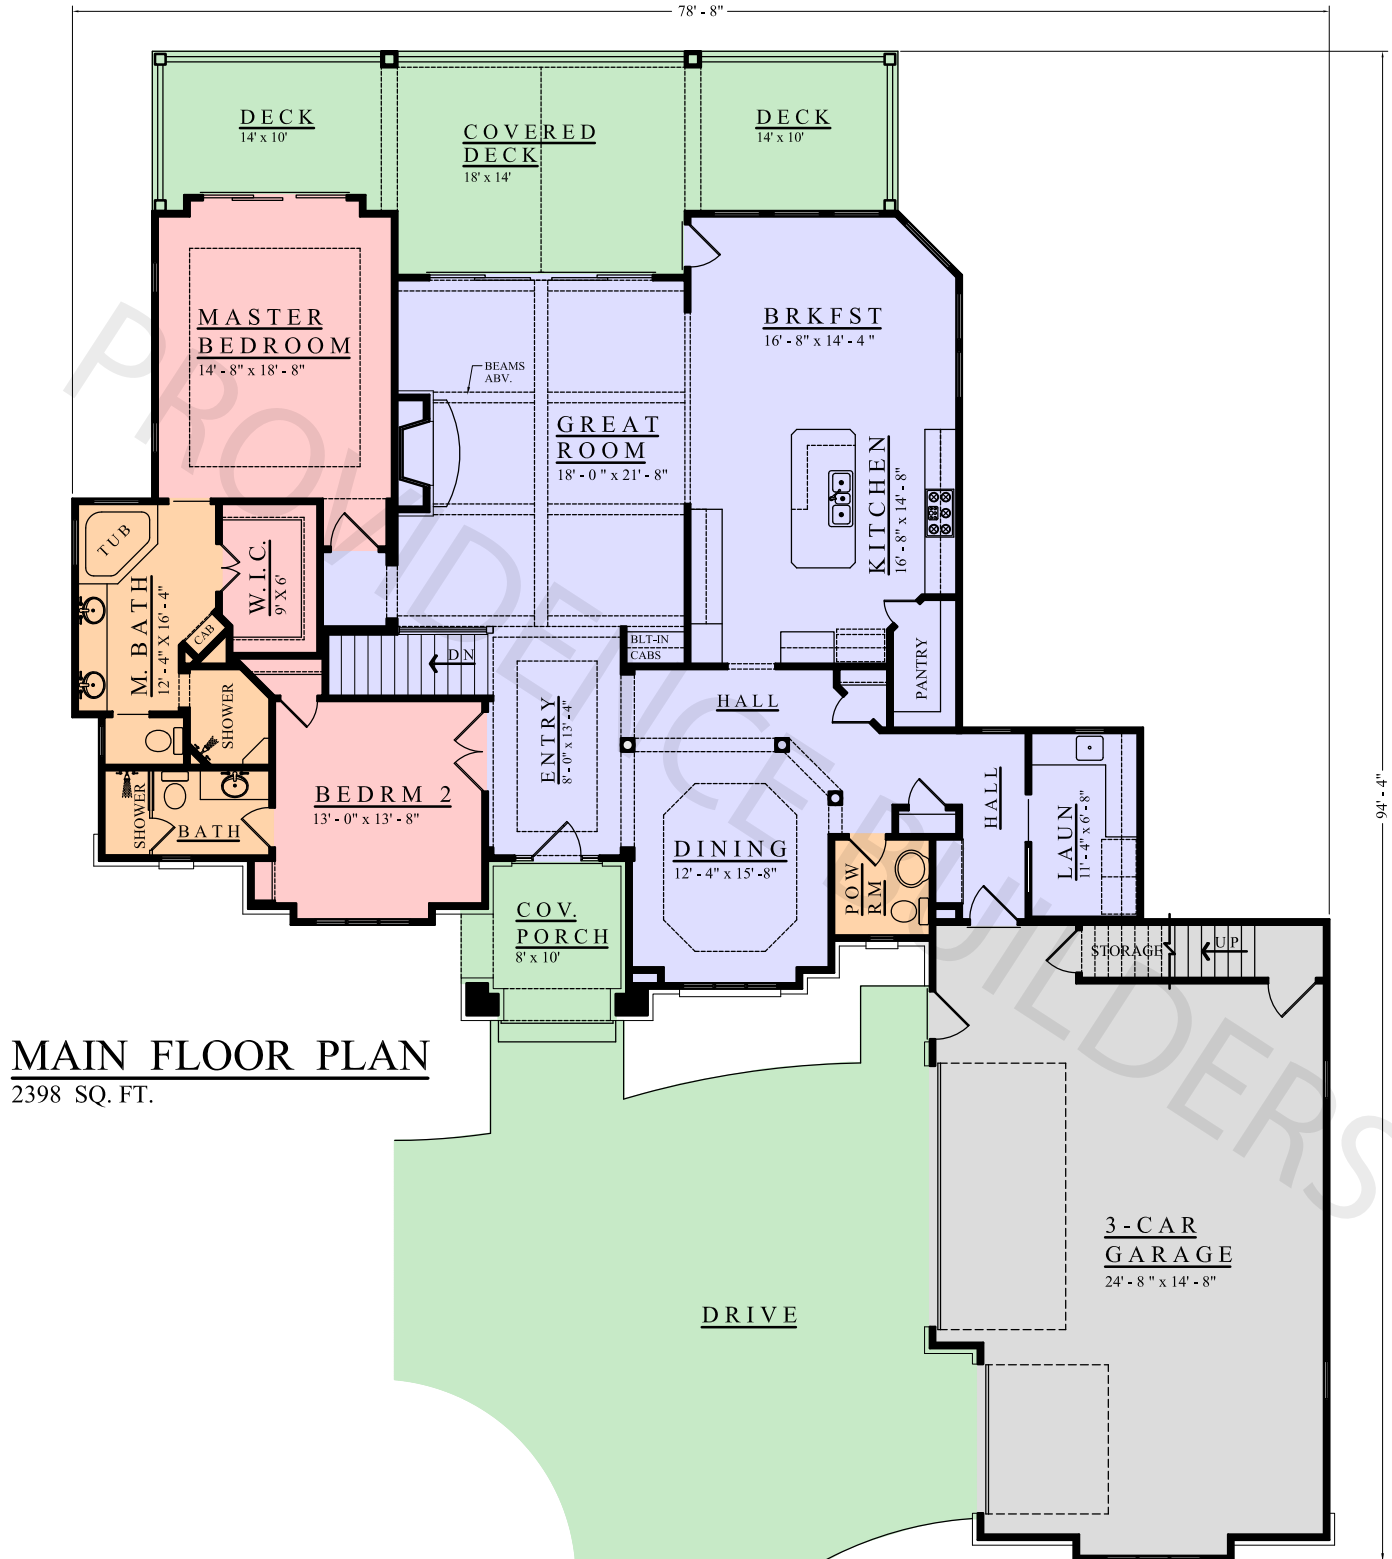 78' - 8"
DECK
14' x 10'
COVERED
DECK
18' x 14'
DECK
14' x 10'
MASTER
BEDROOM
14' - 8" x 18' - 8"
BRKFST
16' - 8" x 14' - 4 "
BEAMS
ABV.
GREAT
ROOM
18' - 0 " x 21' - 8"
KITCHEN
16' - 8" x 14' - 8"
TUB
W.I.C.
9' X 6'
M. BATH
12' - 4" X 16' - 4"
CAB
DN
BLT-IN
CABS
PANTRY
HALL
SHOWER
ENTRY
8' - 0" x 13' - 4"
HALL
SHOWER
BATH
BEDRM 2
13' - 0" x 13' - 8"
DINING
12' - 4" x 15' -8"
LAUN
11' - 4" x 6' - 8"
94' - 4"
POW
RM
COV.
PORCH
8' x 10'
STORAGE
UP
MAIN FLOOR PLAN
2398 SQ. FT.
3-CAR
GARAGE
24' - 8 " x 14' - 8"
DRIVE
PROVIDENCE BUILDERS